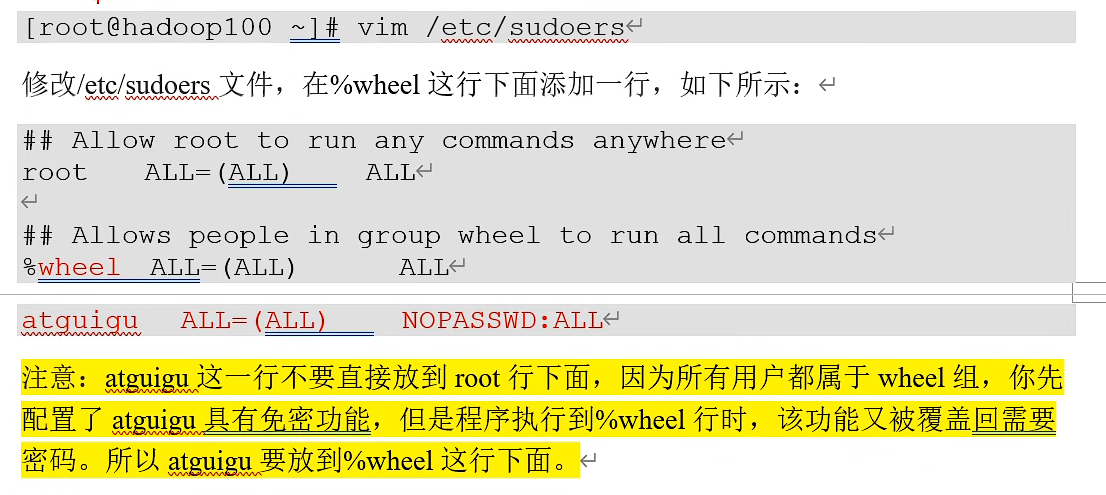 [root@hadoop100 ~]# vim /etc/sudoers
修改/etc/sudoers 文件，在%wheel 这行下面添加一行，如下所示：
## Allow root to run any commands anywhere
root    ALL=(ALL)     ALL
## Allows people in group wheel to run all commands
%wheel  ALL=(ALL)       ALL
atguigu   ALL=(ALL)     NOPASSWD:ALL
注意：atguigu 这一行不要直接放到 root 行下面，因为所有用户都属于 wheel 组，你先
配置了 atguigu 具有免密功能，但是程序执行到%wheel 行时，该功能又被覆盖回需要
密码。所以 atguigu 要放到%wheel 这行下面。